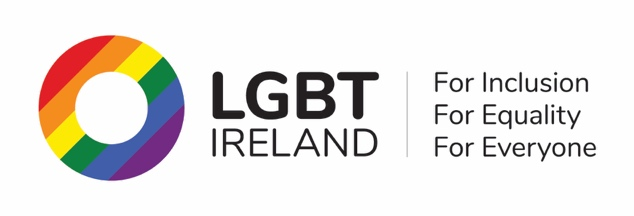 LGBT
IRELAND
For Inclusion
For Equality
For Everyone